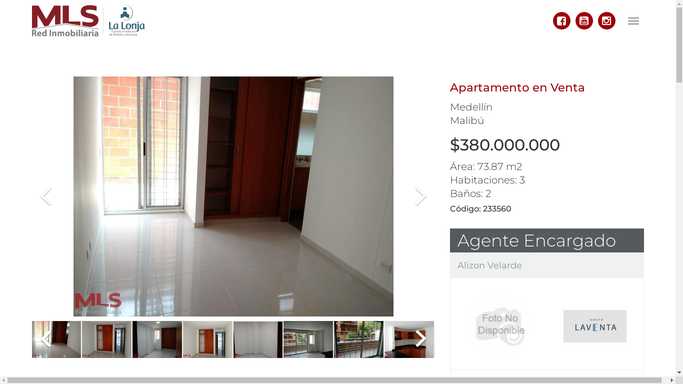 MLS
Red Inmobiliaria
La Lonja
Apartamento en Venta
Medellín
Malibú
$380.000.000
Área: 73.87 m2
Habitaciones: 3
Baños: 2
Código: 233560
MLS
Agente Encargado
Alizon Velarde
Foto No
Disponible
LAVENTA